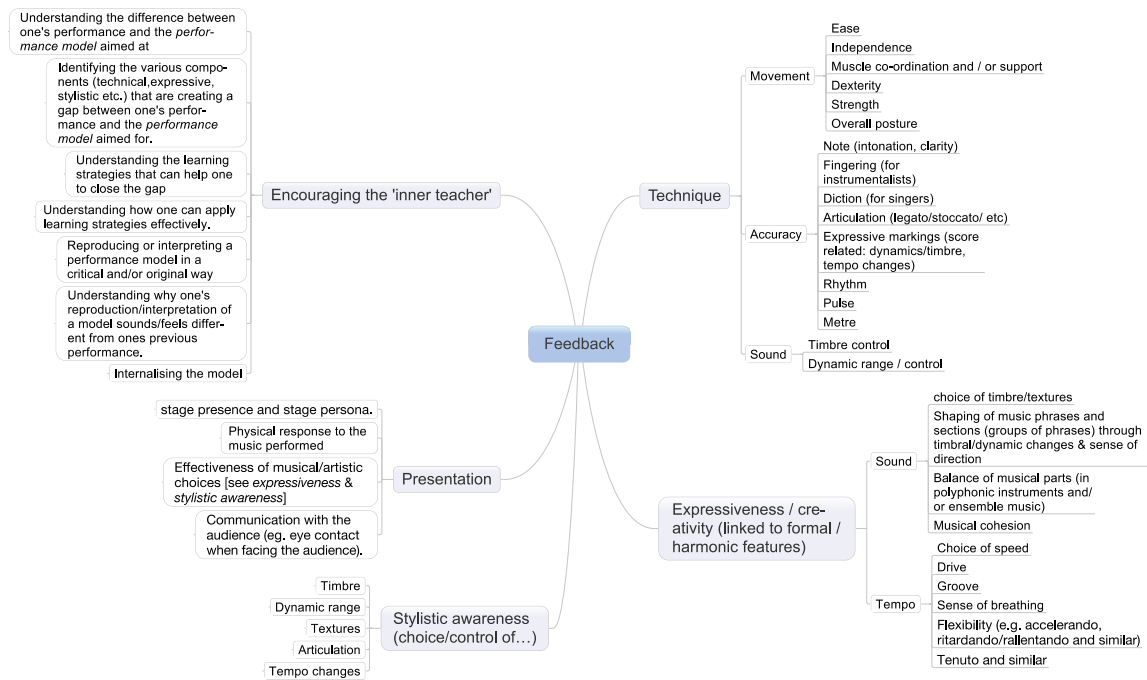 Understanding the difference between
one's performance and the perfor-
mance model aimed at
Identifying the various compo-
nents (technical,expressive,
stylistic etc.) that are creating a
gap between one's perfor-
mance and the performance
model aimed for.
Understanding the learning
strategies that can help one
to close the gap
Understanding how one can apply
learning strategies effectively.
Reproducing or interpreting a
performance model in a
critical and/or original way
Understanding why one's
reproduction/interpretation of
a model sounds/feels differ-
ent from ones previous
performance.
Internalising the model
Encouraging the 'inner teacher'
stage presence and stage persona.
Physical response to the
music performed
Effectiveness of musical/artistic
choices [see expressiveness &
stylistic awareness]
Communication with the
audience (eg. eye contact
when facing the audience).
Presentation
Timbre
Dynamic range
Textures
Articulation
Tempo changes
Stylistic awareness
(choice/control of…)
Feedback
Technique
Movement
Ease
Independence
Muscle co-ordination and / or support
Dexterity
Strength
Overall posture
Accuracy
Note (intonation, clarity)
Fingering (for
instrumentalists)
Diction (for singers)
Articulation (legato/stoccato/ etc)
Expressive markings (score
related: dynamics/timbre,
tempo changes)
Rhythm
Pulse
Metre
Sound
Timbre control
Dynamic range / control
Expressiveness / cre-
ativity (linked to formal /
harmonic features)
Sound
choice of timbre/textures
Shaping of music phrases and
sections (groups of phrases) through
timbral/dynamic changes & sense of
direction
Balance of musical parts (in
polyphonic instruments and/
or ensemble music)
Musical cohesion
Tempo
Choice of speed
Drive
Groove
Sense of breathing
Flexibility (e.g. accelerando,
ritardando/rallentando and similar)
Tenuto and similar